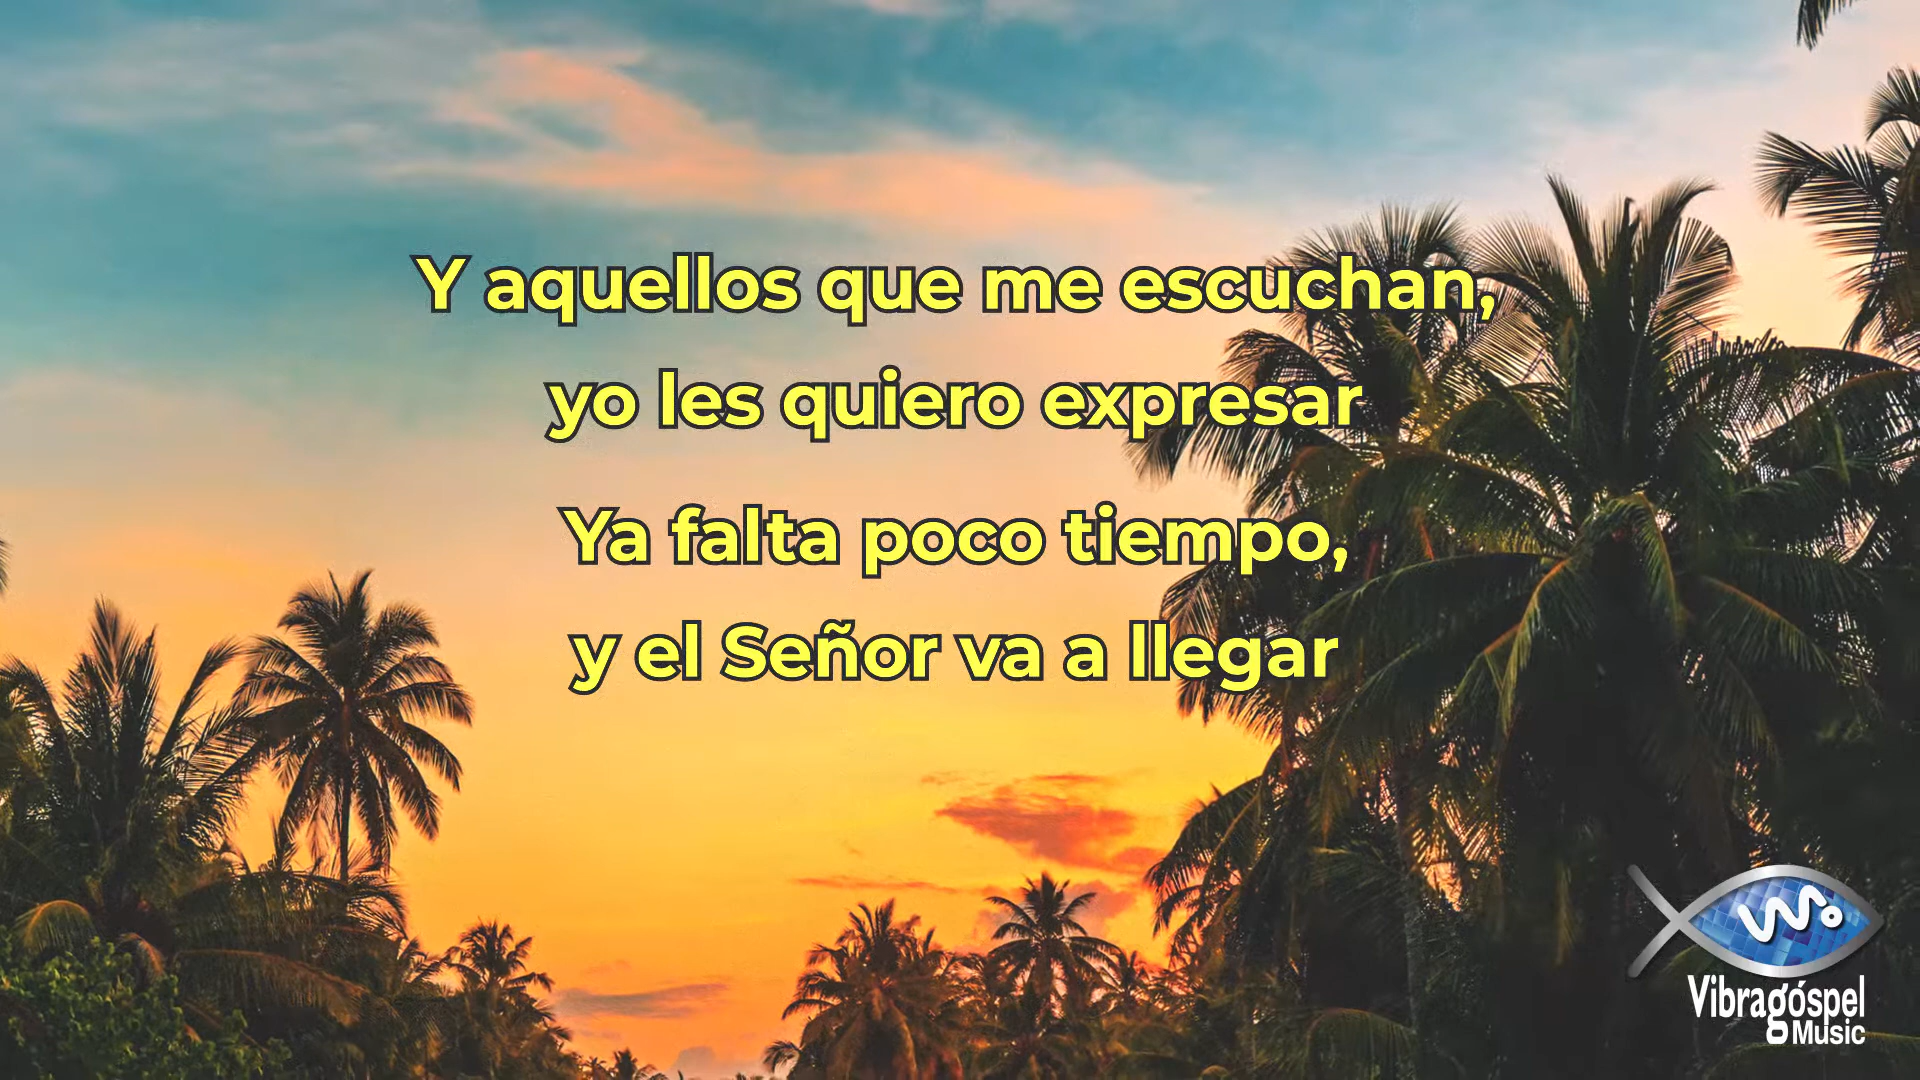 Y aquellos que me escuchan,
yo les quiero expresar
Ya falta poco tiempo,
y el Señor va a llegar
Vibragóspel
Music